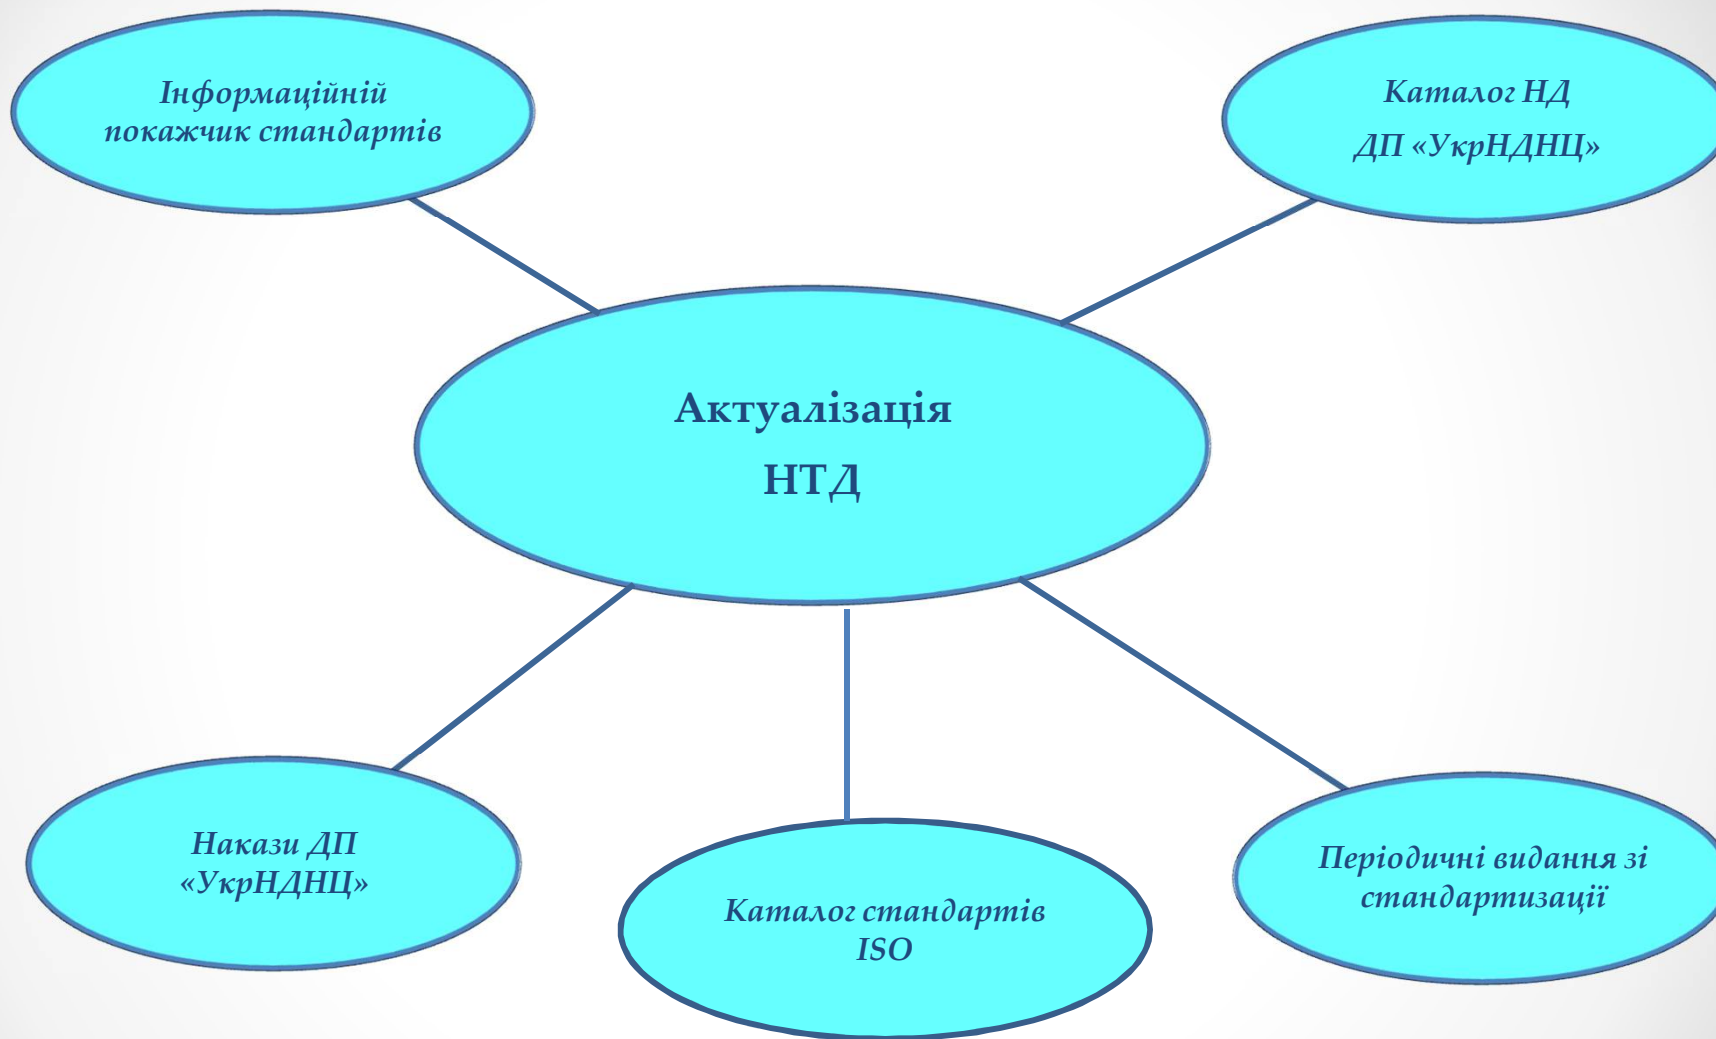 Інформаційній
покажчик стандартів
Каталог НД
ДП «УкрНДНЦ»
Актуалізація
НТД
Накази ДП
«УкрНДНЦ»
Каталог стандартів
ISO
Періодичні видання зі
стандартизації